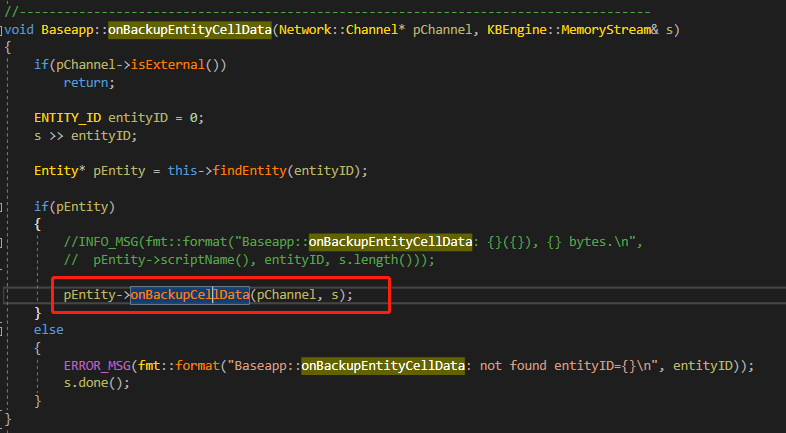 //-------------------------------------------------------------------------------
void Baseapp::onBackupEntityCellData(Network::Channel* pChannel, KBEngine::MemoryStream& s)
{
    if(pChannel->isExternal())
        return;

    ENTITY_ID entityID = 0;
    s >> entityID;

    Entity* pEntity = this->findEntity(entityID);

    if(pEntity)
    {
        //INFO_MSG(fmt::format("Baseapp::onBackupEntityCellData: {}({}), {} bytes.\n",
        //  pEntity->scriptName(), entityID, s.length()));

        pEntity->onBackupCellData(pChannel, s);
    }
    else
    {
        ERROR_MSG(fmt::format("Baseapp::onBackupEntityCellData: not found entityID={}\n", entityID));
        s.done();
    }
}